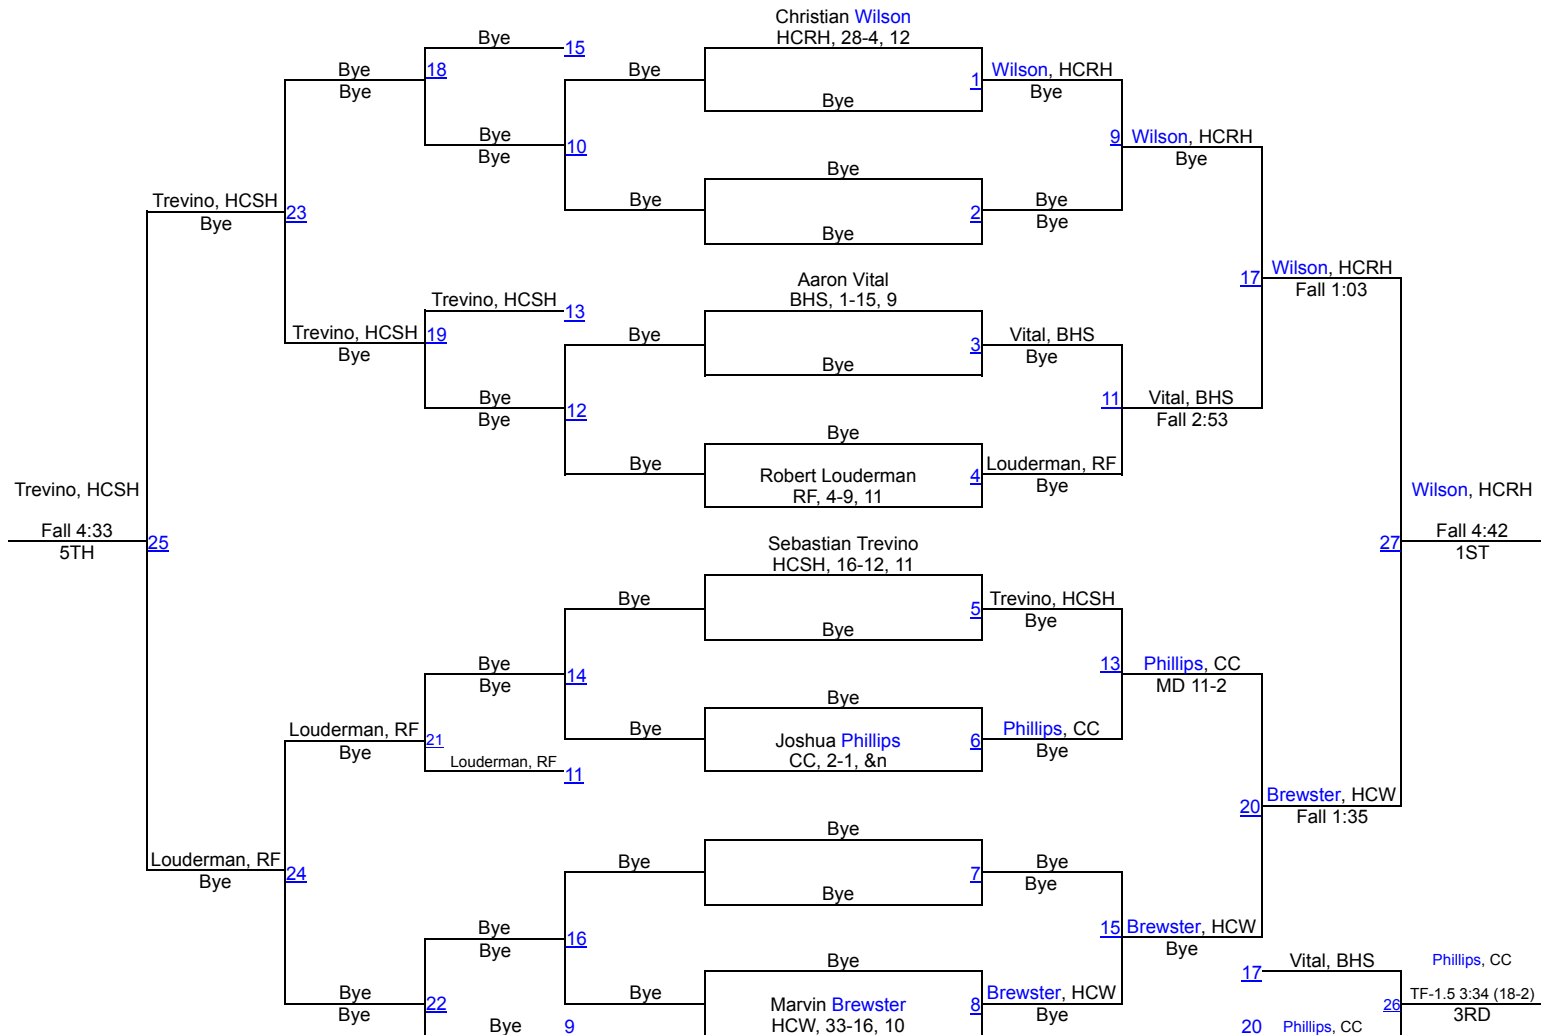 Christian Wilson
HCRH, 28-4, 12
Bye
15
Bye
18
Bye
Bye
1
Wilson, HCRH
Bye
Bye
Bye
10
Bye
9
Wilson, HCRH
Bye
Bye
Trevino, HCSH
23
Bye
Bye
2
Bye
Bye
Bye
17
Wilson, HCRH
Fall 1:03
Aaron Vital
BHS, 1-15, 9
Trevino, HCSH
13
Trevino, HCSH
19
Bye
Bye
3
Vital, BHS
Bye
Bye
Bye
12
Bye
11
Vital, BHS
Fall 2:53
Bye
Bye
Robert Louderman
RF, 4-9, 11
4
Louderman, RF
Bye
Trevino, HCSH
Fall 4:33
5TH
25
Wilson, HCRH
27
Fall 4:42
1ST
Sebastian Trevino
HCSH, 16-12, 11
Bye
5
Trevino, HCSH
Bye
Bye
Bye
14
Bye
13
Phillips, CC
MD 11-2
Bye
Louderman, RF
21
Bye
Bye
Joshua Phillips
CC, 2-1, &n
6
Phillips, CC
Bye
Louderman, RF
11
20
Brewster, HCW
Fall 1:35
Bye
Louderman, RF
24
Bye
Bye
7
Bye
Bye
Bye
Bye
16
Bye
15
Brewster, HCW
Bye
Bye
17
Vital, BHS
Phillips, CC
Bye
22
Bye
Bye
Marvin Brewster
HCW, 33-16, 10
8
Brewster, HCW
Bye
26
TF-1.5 3:34 (18-2)
3RD
Bye
9
20
Phillips, CC